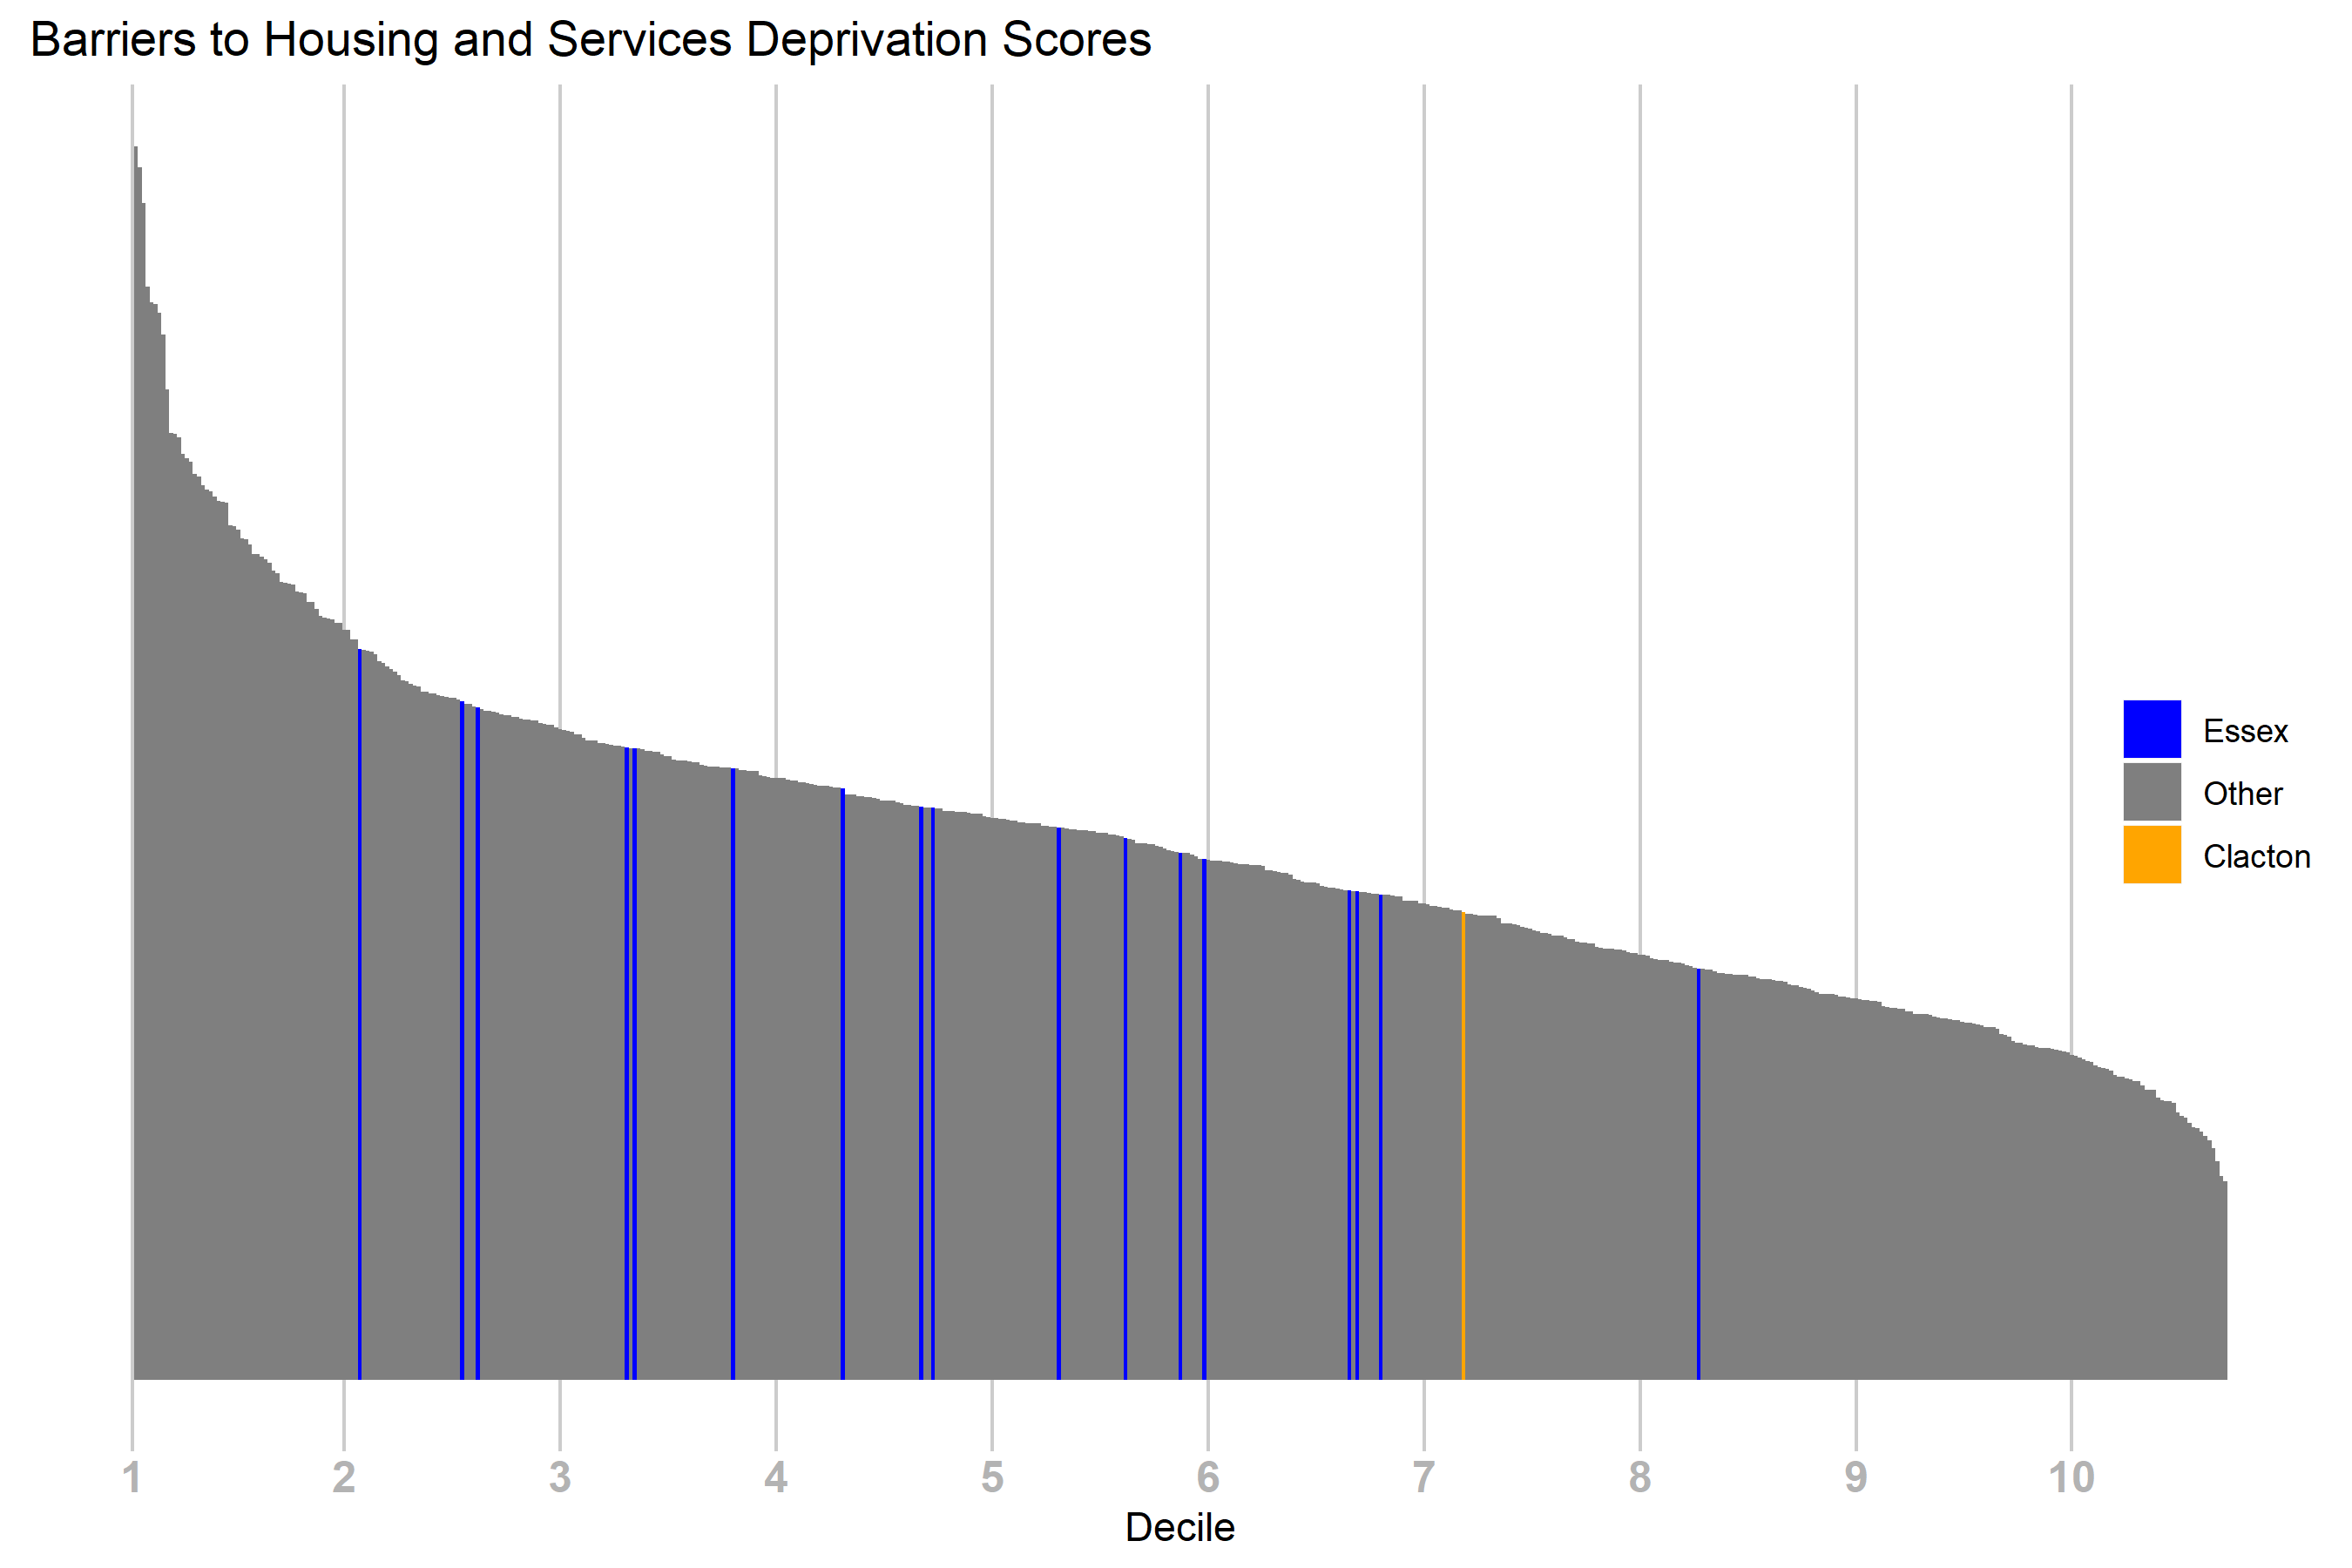 Barriers to Housing and Services Deprivation Scores
Essex
Other
Clacton
1 2 3 4 5 6 7 8 9 10
Decile